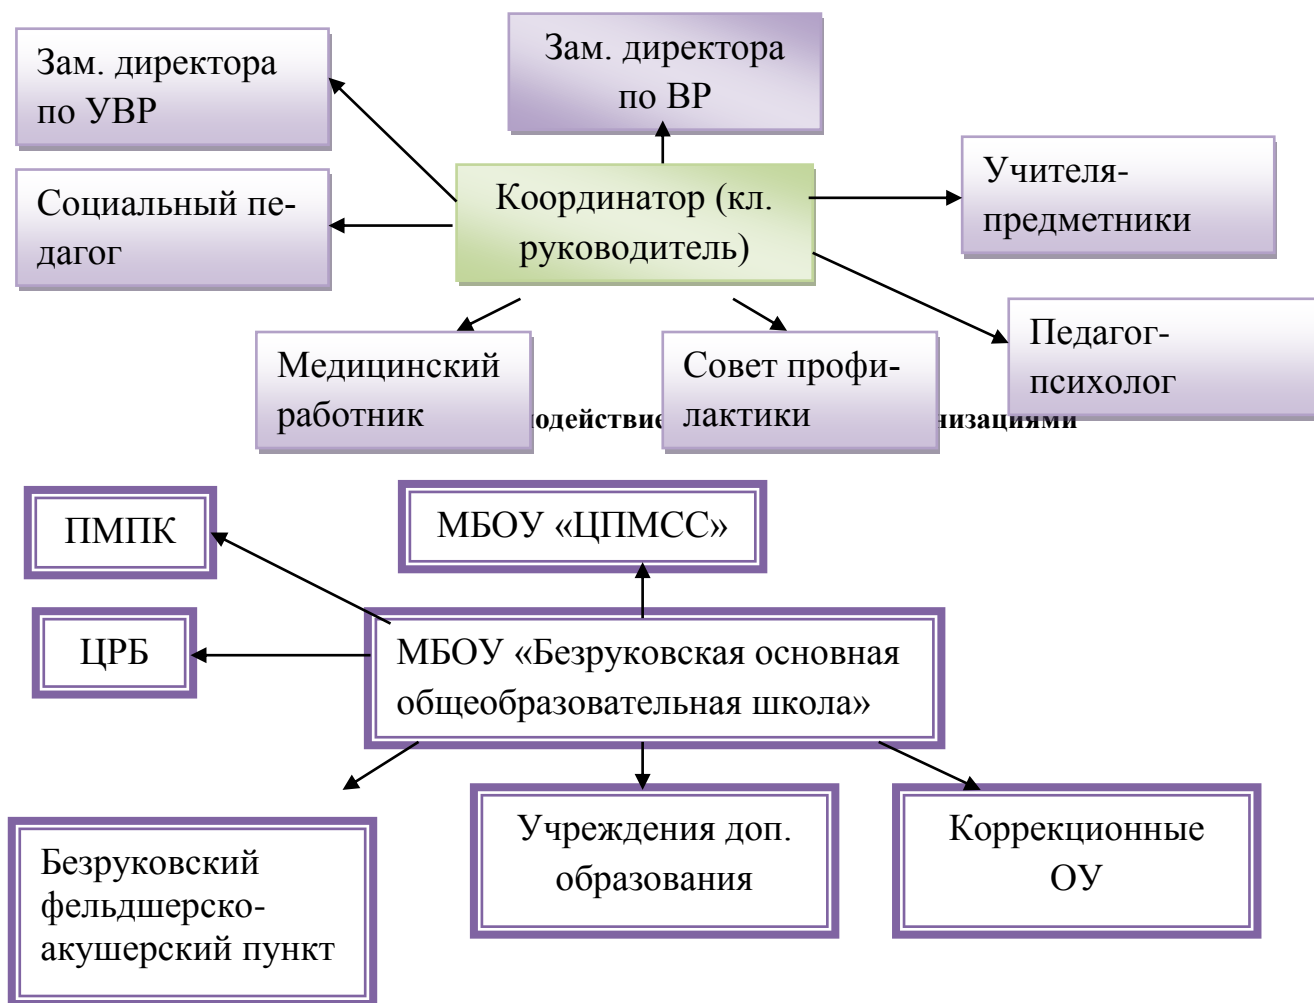 Зам. директора
по УВР
Зам. директора
по ВР
Социальный пе-
дагог
Координатор (кл.
руководитель)
Учителя-
предметники
Медицинский
работник
Совет профи-
лактики
Педагог-
психолог
ПМПК
МБОУ «ЦПМСС»
ЦРБ
МБОУ «Безруковская основная
общеобразовательная школа»
Безруковский
фельдшерско-
акушерский пункт
Учреждения доп.
образования
Коррекционные
ОУ